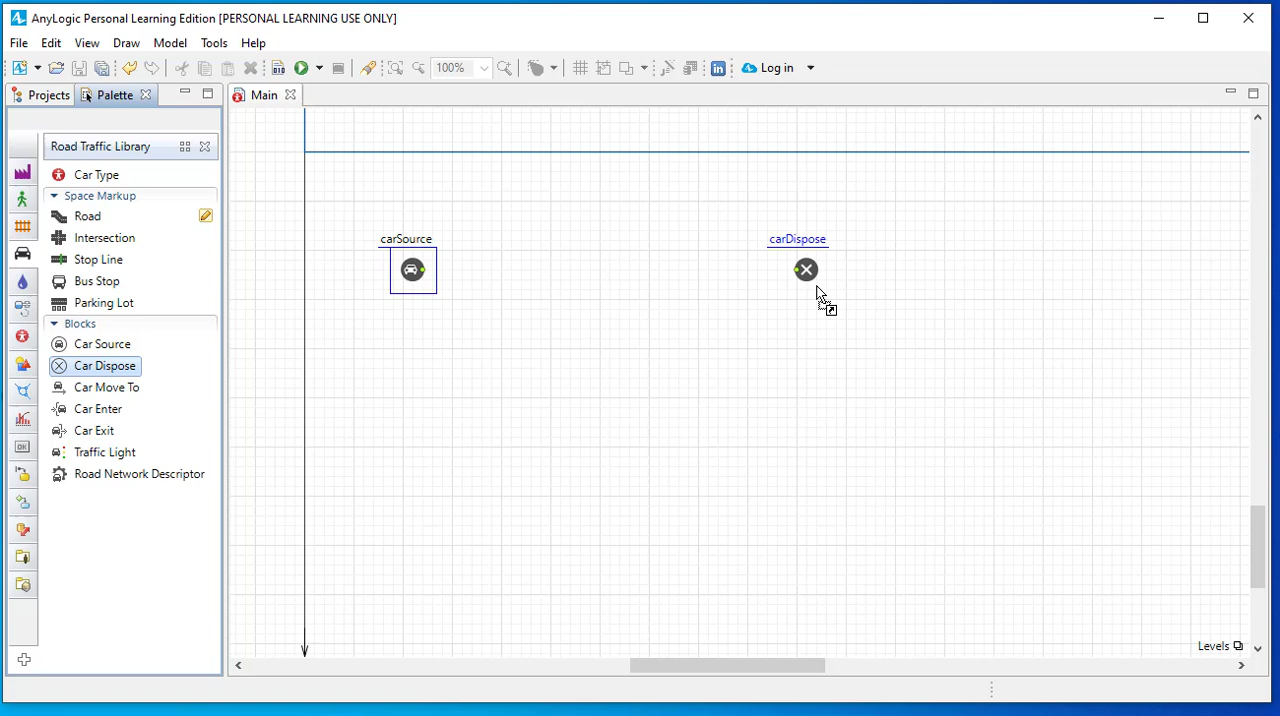 AnyLogic Personal Learning Edition [PERSONAL LEARNING USE ONLY]
File Edit View Draw Model Tools Help
100% Log in
Projects Palette Main
Road Traffic Library
Car Type
Space Markup
Road
Intersection
Stop Line
Bus Stop
Parking Lot
Blocks
Car Source
Car Dispose
Car Move To
Car Enter
Car Exit
Traffic Light
Road Network Descriptor
carSource carDispose
Levels